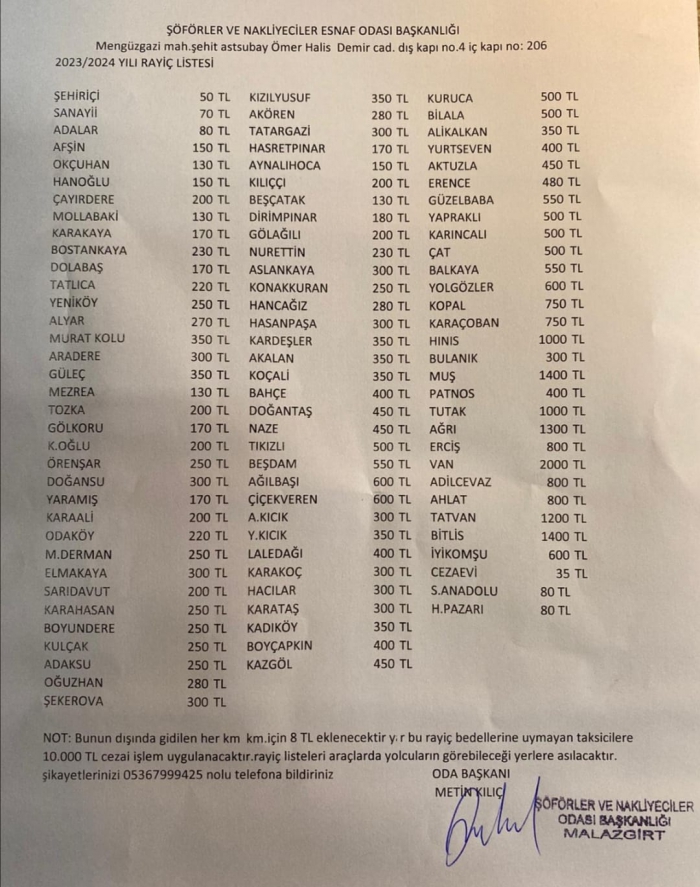 ŞÖFÖRLER VE NAKLİYECİLER ESNAF ODASI BAŞKANLIĞI
Mengüzgazi mah.şehit astsubay Ömer Halis Demir cad. dış kapı no.4 iç kapı no: 206
2023/2024 YILI RAYİÇ LİSTESİ
ŞEHİRİÇİ 50 TL KIZILYUSUF 350 TL KURUCA 500 TL
SANAYİİ 70 TL AKÖREN 280 TL BİLALA 500 TL
ADALAR 80 TL TATARGAZİ 300 TL ALİKALKAN 350 TL
AFŞİN 150 TL HASRETPINAR 170 TL YURTSEVEN 400 TL
OKÇUHAN 130 TL AYNALIHOCA 150 TL AKTUZLA 450 TL
HANOĞLU 150 TL KILIÇÇI 200 TL ERENCE 480 TL
ÇAYIRDERE 200 TL BEŞÇATAK 130 TL GÜZELBABA 550 TL
MOLLABAKİ 130 TL DİRİMPINAR 180 TL YAPRAKLI 500 TL
KARAKAYA 170 TL GÖLAĞILI 200 TL KARINCALI 500 TL
BOSTANKAYA 230 TL NURETTİN 230 TL ÇAT 500 TL
DOLABAŞ 170 TL ASLANKAYA 300 TL BALKAYA 550 TL
TATLICA 220 TL KONAKKURAN 250 TL YOLGÖZLER 600 TL
YENİKÖY 250 TL HANCAĞIZ 280 TL KOPAL 750 TL
ALYAR 270 TL HASANPAŞA 300 TL KARAÇOBAN 750 TL
MURAT KOLU 350 TL KARDEŞLER 350 TL HINIS 1000 TL
ARADERE 300 TL AKALAN 350 TL BULANIK 300 TL
GÜLEÇ 350 TL KOÇALİ 350 TL MUŞ 1400 TL
MEZREA 130 TL BAHÇE 400 TL PATNOS 400 TL
TOZKA 200 TL DOĞANTAŞ 450 TL TUTAK 1000 TL
GÖLKORU 170 TL NAZE 450 TL AĞRI 1300 TL
K.OĞLU 200 TL TIKIZLI 500 TL ERCİŞ 800 TL
ÖRENŞAR 250 TL BEŞDAM 550 TL VAN 2000 TL
DOĞANSU 300 TL AĞILBAŞI 600 TL ADİLCEVAZ 800 TL
YARAMIŞ 170 TL ÇİÇEKVEREN 600 TL AHLAT 800 TL
KARAALİ 200 TL A.KICIK 300 TL TATVAN 1200 TL
ODAKÖY 220 TL Y.KICIK 350 TL BİTLİS 1400 TL
M.DERMAN 250 TL LALEDAĞI 400 TL İYİKOMŞU 600 TL
ELMAKAYA 300 TL KARAKOÇ 300 TL CEZAEVİ 35 TL
SARIDAVUT 200 TL HACILAR 300 TL S.ANADOLU 80 TL
KARAHASAN 250 TL KARATAŞ 300 TL H.PAZARI 80 TL
BOYUNDERE 250 TL KADIKÖY 350 TL
KULÇAK 250 TL BOYÇAPKIN 400 TL
ADAKSU 250 TL KAZGÖL 450 TL
OĞUZHAN 280 TL
ŞEKEROVA 300 TL
NOT: Bunun dışında gidilen her km km.için 8 TL eklenecektir bu rayiç bedellerine uymayan taksicilere
10.000 TL cezai işlem uygulanacaktır.rayiç listeleri araçlarda yolcuların görebileceği yerlere asılacaktır.
şikayetlerinizi 05367999425 nolu telefona bildiriniz
ODA BAŞKANI
METİN KILIÇ
ŞÖFÖRLER VE NAKLİYECİLER
ODASI BAŞKANLIĞI
MALAZGİRT